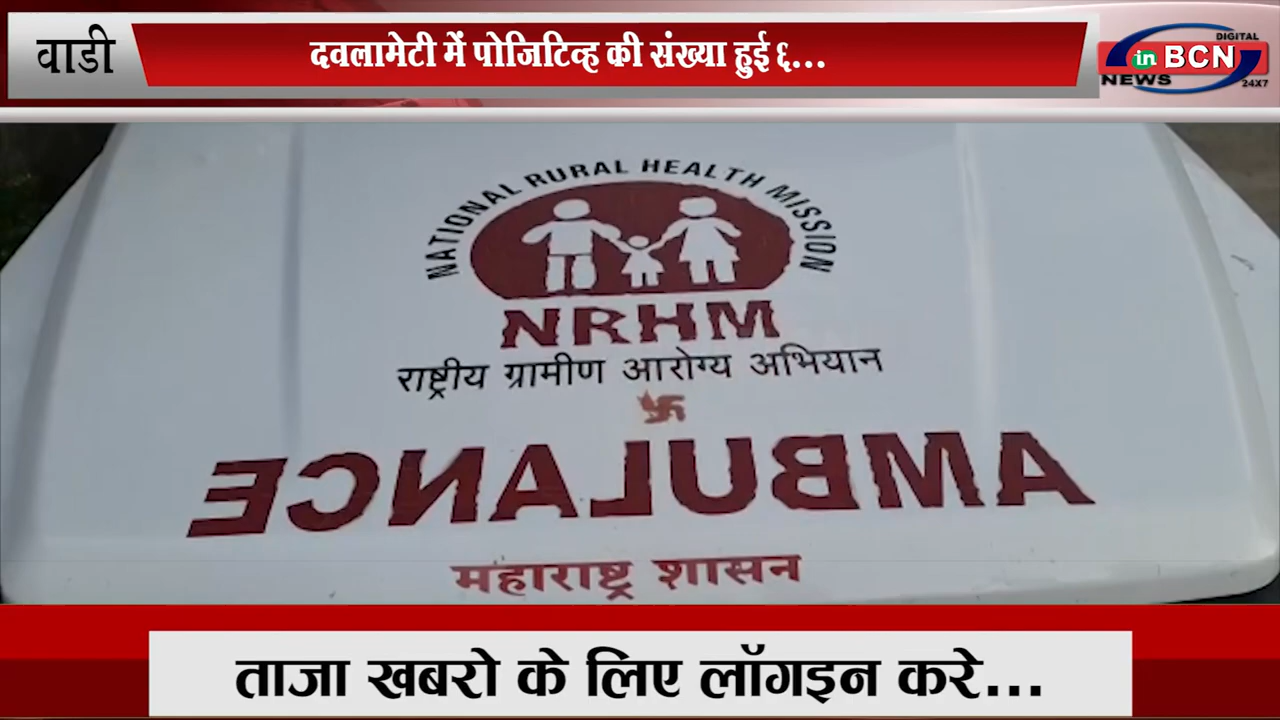 वाडी
दवलामेटी में पोजिटिव्ह की संख्या हुई ६...
DIGITAL
in BCN
NEWS 24X7
NATIONAL RURAL HEALTH MISSION
NRHM
राष्ट्रीय ग्रामीण आरोग्य अभियान
AMBULANCE
महाराष्ट्र शासन
ताजा खबरो के लिए लॉगइन करे...